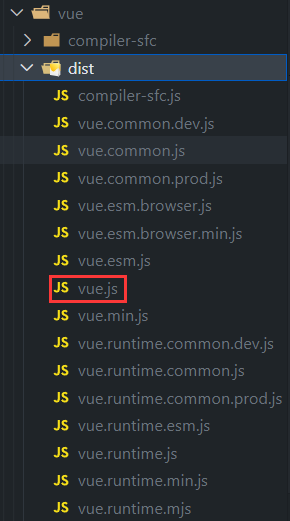 vue
compiler-sfc
dist
JS compiler-sfc.js
JS vue.common.dev.js
JS vue.common.js
JS vue.common.prod.js
JS vue.esm.browser.js
JS vue.esm.browser.min.js
JS vue.esm.js
JS vue.js
JS vue.min.js
JS vue.runtime.common.dev.js
JS vue.runtime.common.js
JS vue.runtime.common.prod.js
JS vue.runtime.esm.js
JS vue.runtime.js
JS vue.runtime.min.js
JS vue.runtime.mjs